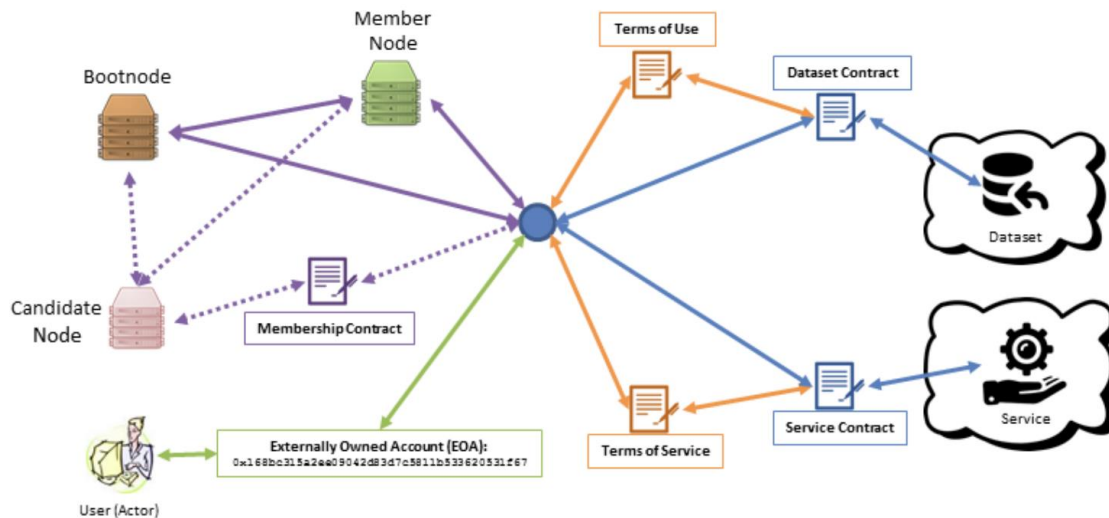 Member
Node
Bootnode
Terms of Use
Dataset Contract
Dataset
Candidate
Node
Membership Contract
Service
Service Contract
Terms of Service
Externally Owned Account (EOA):
0x168bc315a2ee09042d83d7c5811b533620531f67
User (Actor)